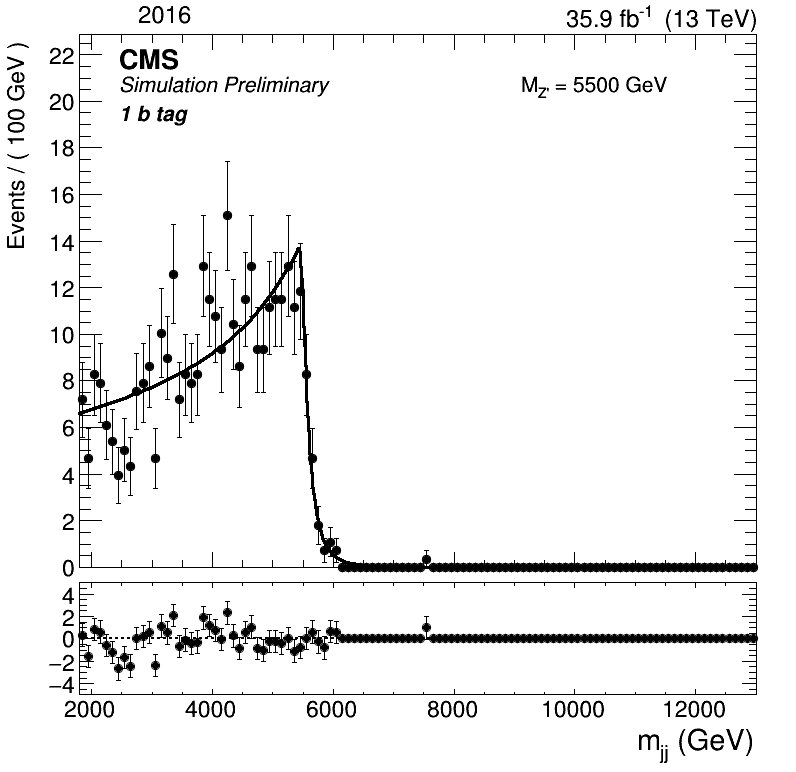 2016 35.9 fb⁻¹ (13 TeV)
CMS
Simulation Preliminary
1 b tag
M_Z' = 5500 GeV
Events / ( 100 GeV )
22
20
18
16
14
12
10
8
6
4
2
0
4
2
0
−2
−4
2000 4000 6000 8000 10000 12000
m_jj (GeV)